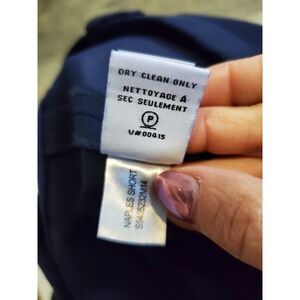 DRY CLEAN ONLY
NETTOYAGE À
SEC SEULEMENT
P
V#00415
NAPLES SHORT